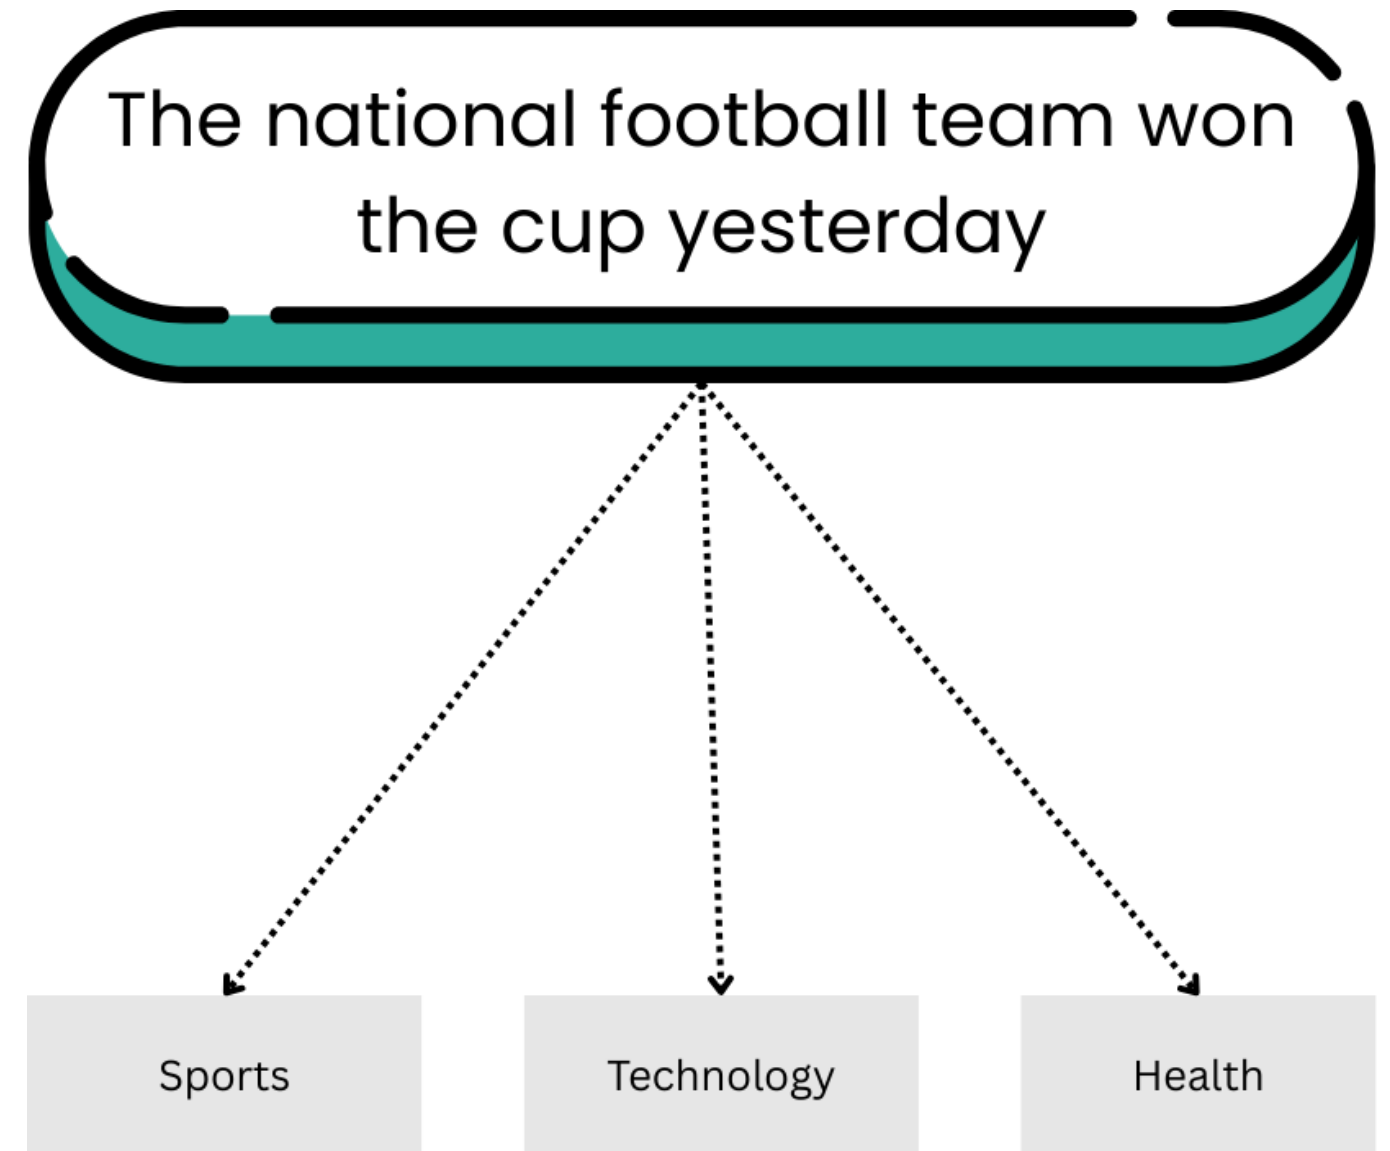 The national football team won
the cup yesterday
Sports
Technology
Health